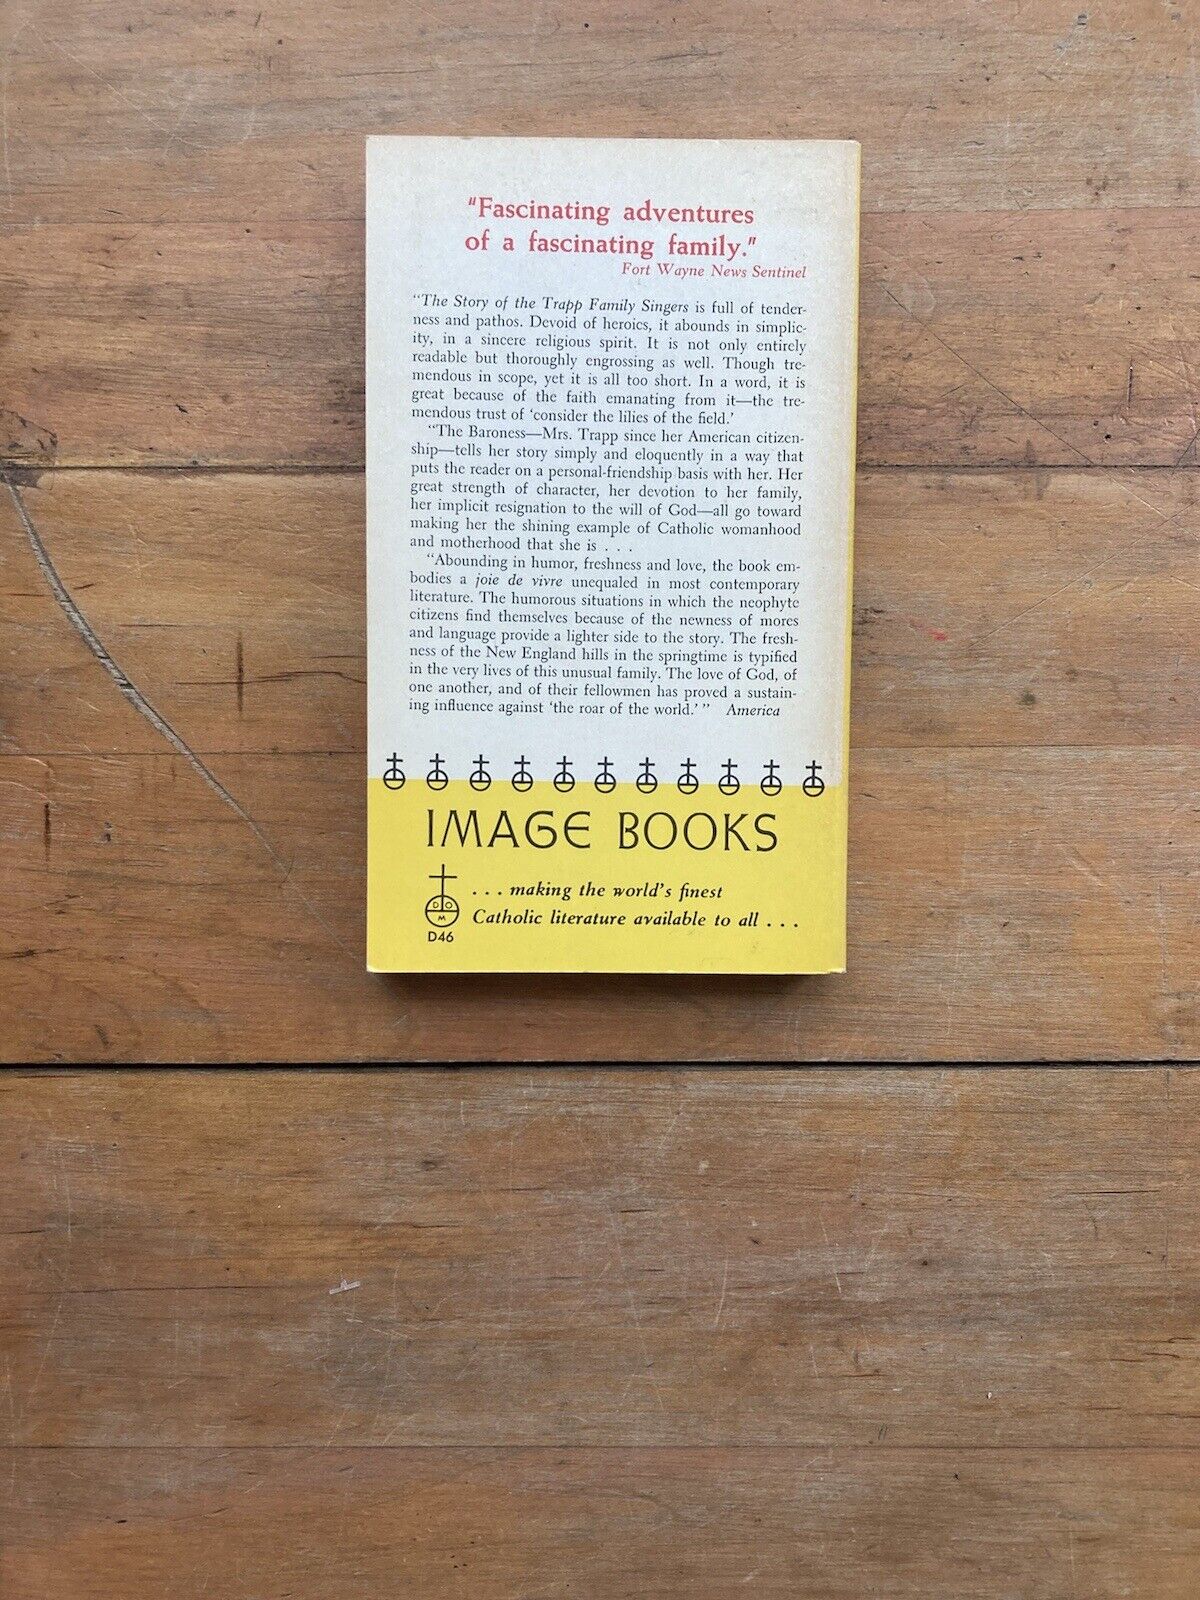 "Fascinating adventures
of a fascinating family."
Fort Wayne News Sentinel
"The Story of the Trapp Family Singers is full of tender-
ness and pathos. Devoid of heroics, it abounds in simplic-
ity, in a sincere religious spirit. It is not only entirely
readable but thoroughly engrossing as well. Though tre-
mendous in scope, yet it is all too short. In a word, it is
great because of the faith emanating from it—the tre-
mendous trust of 'consider the lilies of the field.'
"The Baroness—Mrs. Trapp since her American citizen-
ship—tells her story simply and eloquently in a way that
puts the reader on a personal-friendship basis with her. Her
great strength of character, her devotion to her family,
her implicit resignation to the will of God—all go toward
making her the shining example of Catholic womanhood
and motherhood that she is . . .
"Abounding in humor, freshness and love, the book em-
bodies a joie de vivre unequaled in most contemporary
literature. The humorous situations in which the neophyte
citizens find themselves because of the newness of mores
and language provide a lighter side to the story. The fresh-
ness of the New England hills in the springtime is typified
in the very lives of this unusual family. The love of God, of
one another, and of their fellowmen has proved a sustain-
ing influence against 'the roar of the world.' " America
IMAGE BOOKS
. . . making the world's finest
Catholic literature available to all . . .
D O
M
D46